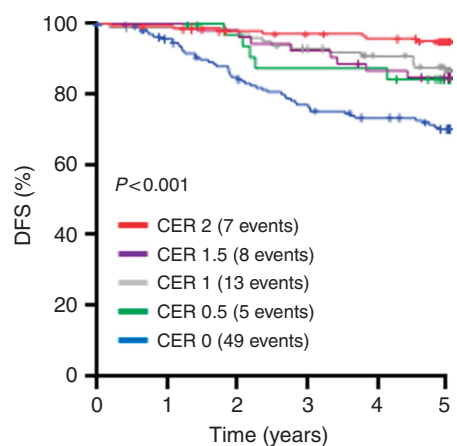 100
80
60
40
20
0
DFS (%)
P<0.001
CER 2 (7 events)
CER 1.5 (8 events)
CER 1 (13 events)
CER 0.5 (5 events)
CER 0 (49 events)
0 1 2 3 4 5
Time (years)